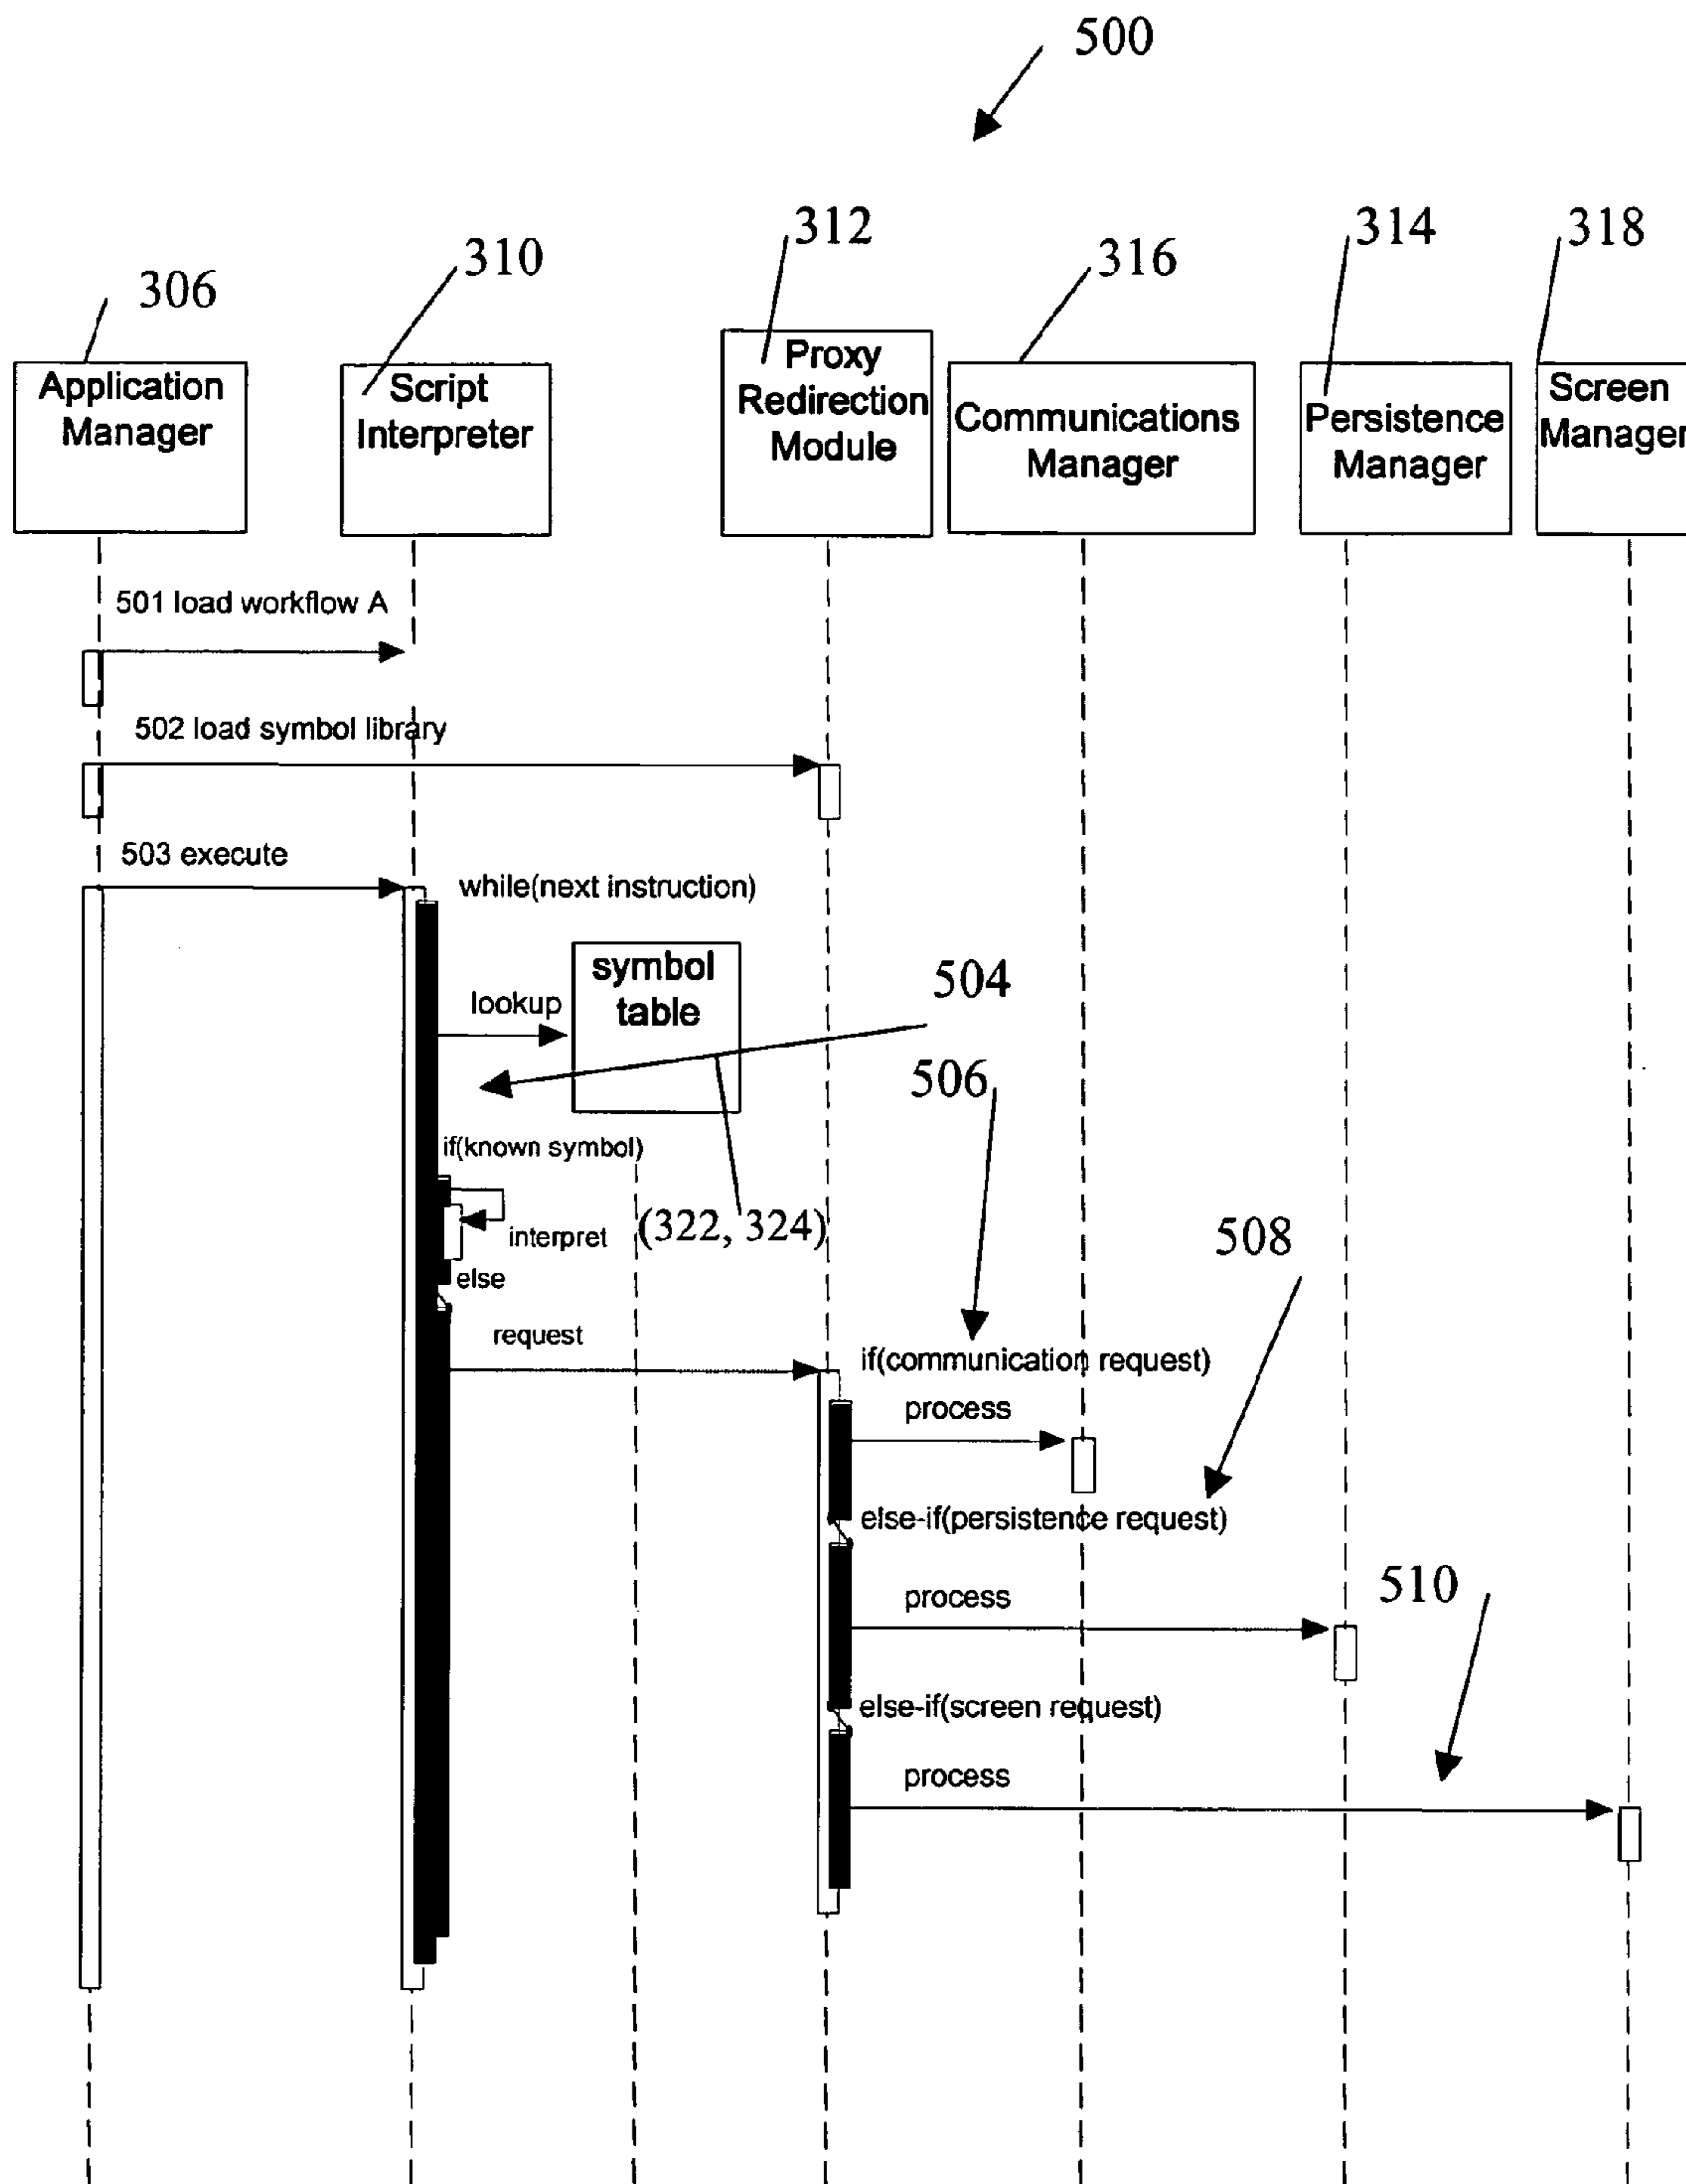 500
312
314
318
310
316
306
Application
Manager
Script
Interpreter
Proxy
Redirection
Module
Communications
Manager
Persistence
Manager
Screen
Manager
501 load workflow A
502 load symbol library
503 execute
while(next instruction)
symbol
table
lookup
504
506
if(known symbol)
interpret
(322, 324)
508
else
request
if(communication request)
process
else-if(persistence request)
510
process
else-if(screen request)
process